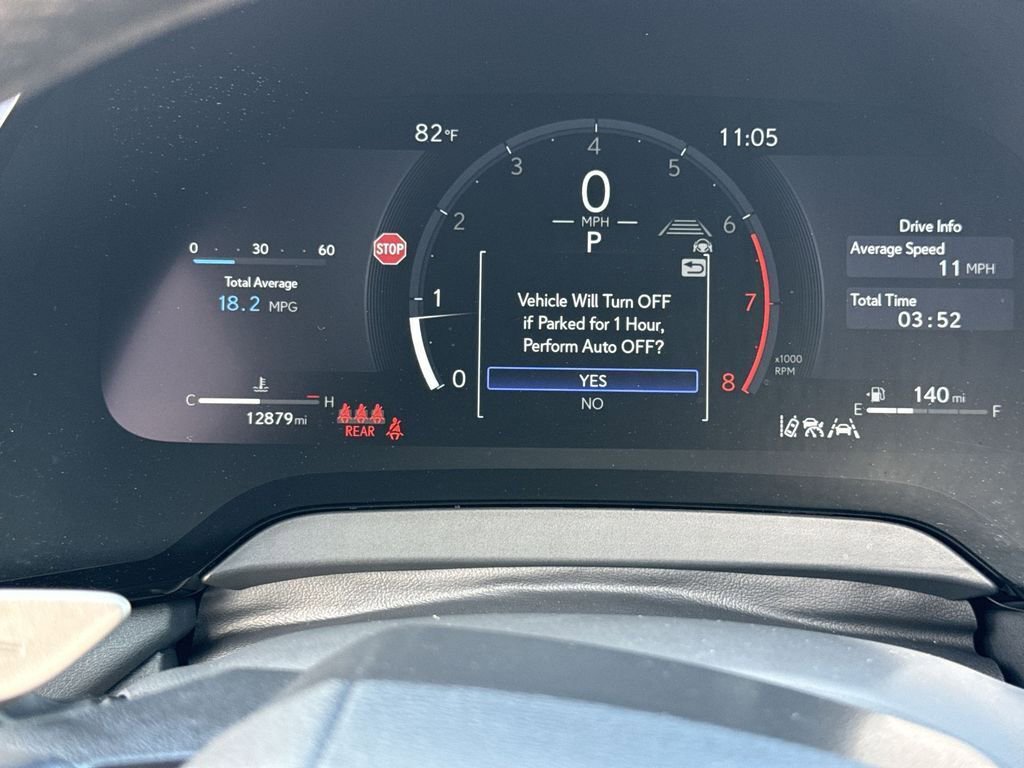 82°F
11:05
0 30 60
Total Average
18.2 MPG
STOP
C H
12879 mi
REAR
0 1 2 3 4 5 6 7 8
0
MPH
P
Vehicle Will Turn OFF
if Parked for 1 Hour,
Perform Auto OFF?
YES
NO
x1000
RPM
Drive Info
Average Speed
11 MPH
Total Time
03:52
140 mi
E F